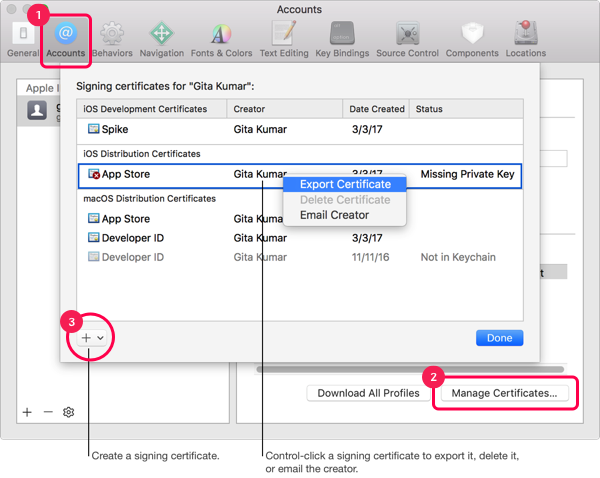 Accounts
1
General
Accounts
Behaviors
Navigation
Fonts & Colors
Text Editing
Key Bindings
Source Control
Components
Locations
Apple I
Signing certificates for "Gita Kumar":
iOS Development Certificates Creator Date Created Status
Spike Gita Kumar 3/3/17
iOS Distribution Certificates
App Store Gita Kumar Missing Private Key
Export Certificate
Delete Certificate
Email Creator
macOS Distribution Certificates
App Store Gita Kumar
Developer ID Gita Kumar 3/3/17
Developer ID Gita Kumar 11/11/16 Not in Keychain
3
Done
2
Download All Profiles
Manage Certificates...
Create a signing certificate.
Control-click a signing certificate to export it, delete it,
or email the creator.